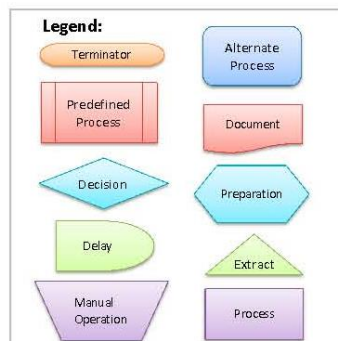 Legend:
Terminator
Alternate
Process
Predefined
Process
Document
Decision
Preparation
Delay
Extract
Manual
Operation
Process